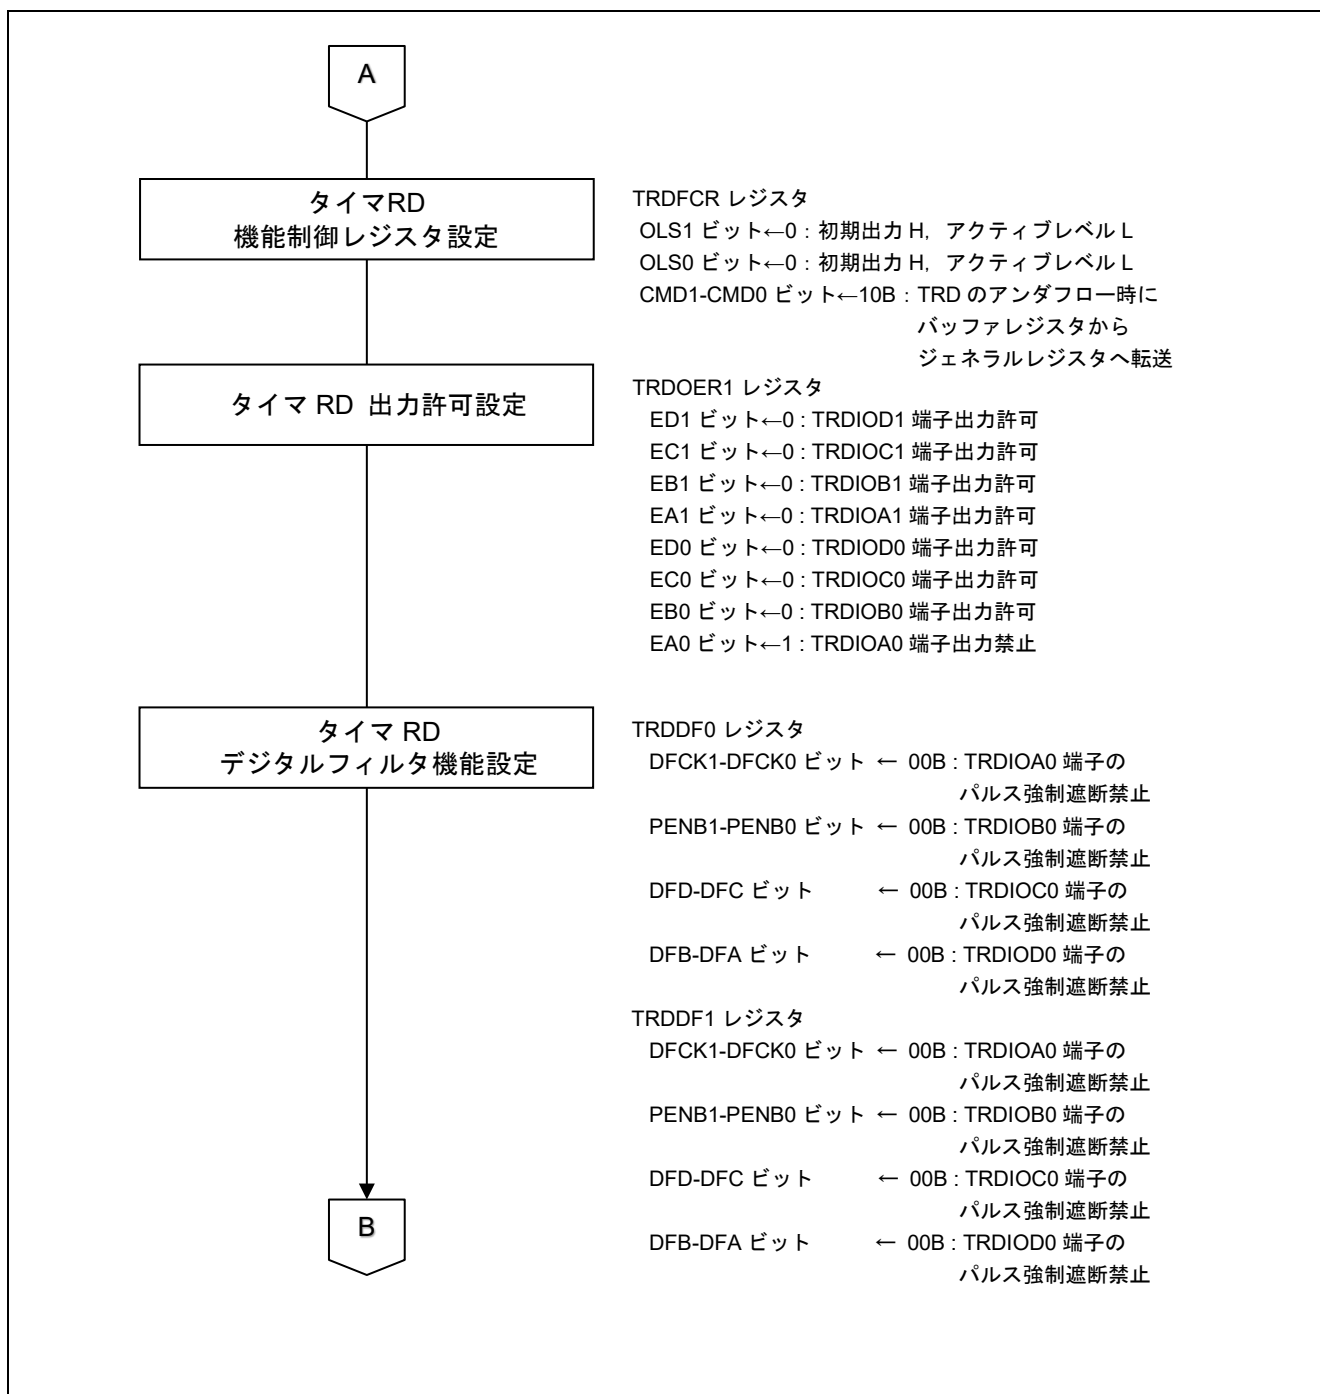 A
タイマRD
機能制御レジスタ設定
TRDFCR レジスタ
OLS1 ビット←0：初期出力 H，アクティブレベル L
OLS0 ビット←0：初期出力 H，アクティブレベル L
CMD1-CMD0 ビット←10B：TRD のアンダフロー時に
バッファレジスタから
ジェネラルレジスタへ転送
タイマ RD 出力許可設定
TRDOER1 レジスタ
ED1 ビット←0 : TRDIOD1 端子出力許可
EC1 ビット←0 : TRDIOC1 端子出力許可
EB1 ビット←0 : TRDIOB1 端子出力許可
EA1 ビット←0 : TRDIOA1 端子出力許可
ED0 ビット←0 : TRDIOD0 端子出力許可
EC0 ビット←0 : TRDIOC0 端子出力許可
EB0 ビット←0 : TRDIOB0 端子出力許可
EA0 ビット←1 : TRDIOA0 端子出力禁止
タイマ RD
デジタルフィルタ機能設定
TRDDF0 レジスタ
DFCK1-DFCK0 ビット ← 00B : TRDIOA0 端子の
パルス強制遮断禁止
PENB1-PENB0 ビット ← 00B : TRDIOB0 端子の
パルス強制遮断禁止
DFD-DFC ビット ← 00B : TRDIOC0 端子の
パルス強制遮断禁止
DFB-DFA ビット ← 00B : TRDIOD0 端子の
パルス強制遮断禁止
TRDDF1 レジスタ
DFCK1-DFCK0 ビット ← 00B : TRDIOA0 端子の
パルス強制遮断禁止
PENB1-PENB0 ビット ← 00B : TRDIOB0 端子の
パルス強制遮断禁止
DFD-DFC ビット ← 00B : TRDIOC0 端子の
パルス強制遮断禁止
DFB-DFA ビット ← 00B : TRDIOD0 端子の
パルス強制遮断禁止
B